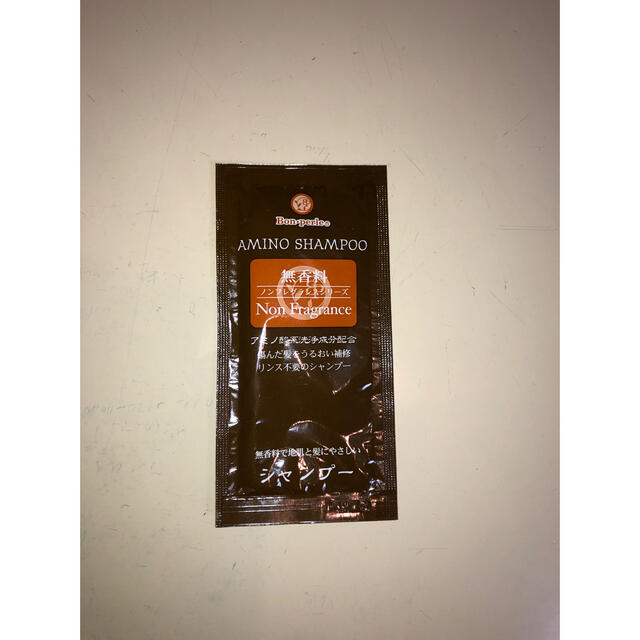 Bon-perle®
AMINO SHAMPOO
無香料
ノンフレグランスシリーズ
Non Fragrance
アミノ酸系洗浄成分配合
傷んだ髪をうるおい補修
リンス不要のシャンプー
無香料で地肌と髪にやさしい
シャンプー